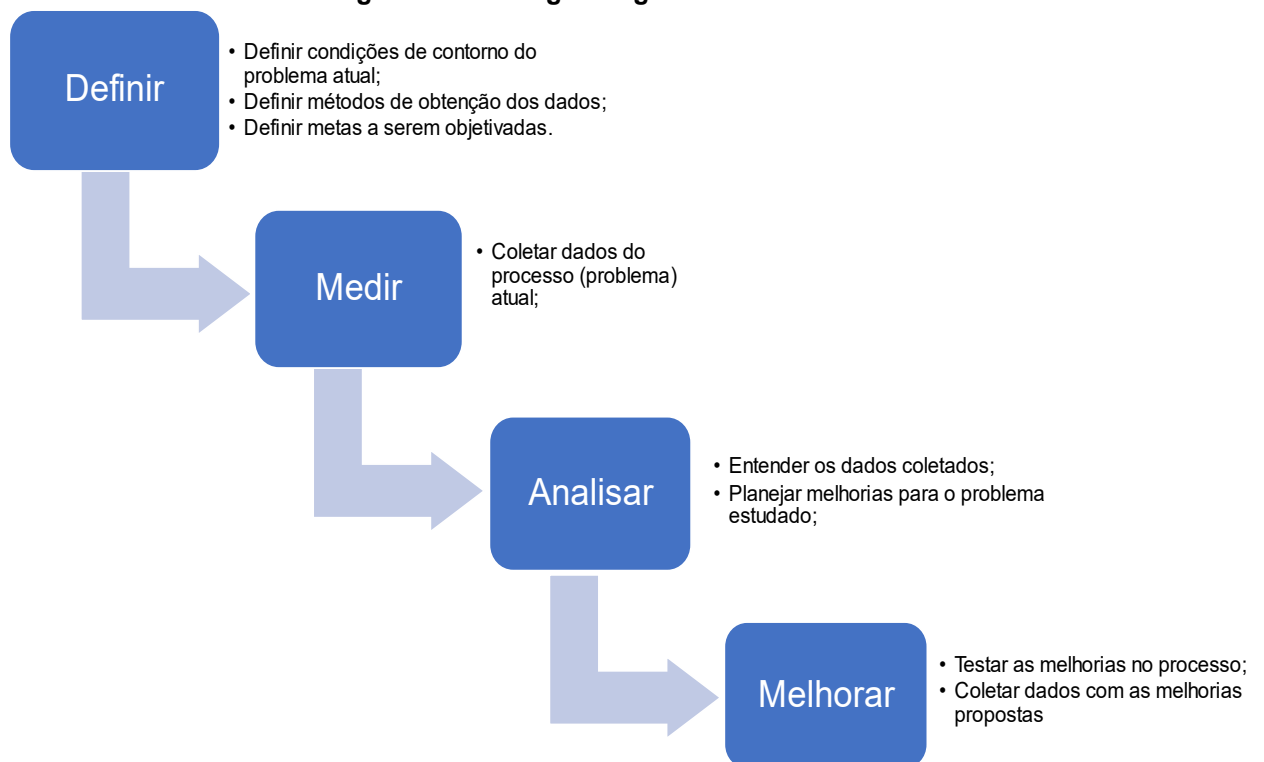 Definir
• Definir condições de contorno do
problema atual;
• Definir métodos de obtenção dos dados;
• Definir metas a serem objetivadas.
Medir
• Coletar dados do
processo (problema)
atual;
Analisar
• Entender os dados coletados;
• Planejar melhorias para o problema
estudado;
Melhorar
• Testar as melhorias no processo;
• Coletar dados com as melhorias
propostas